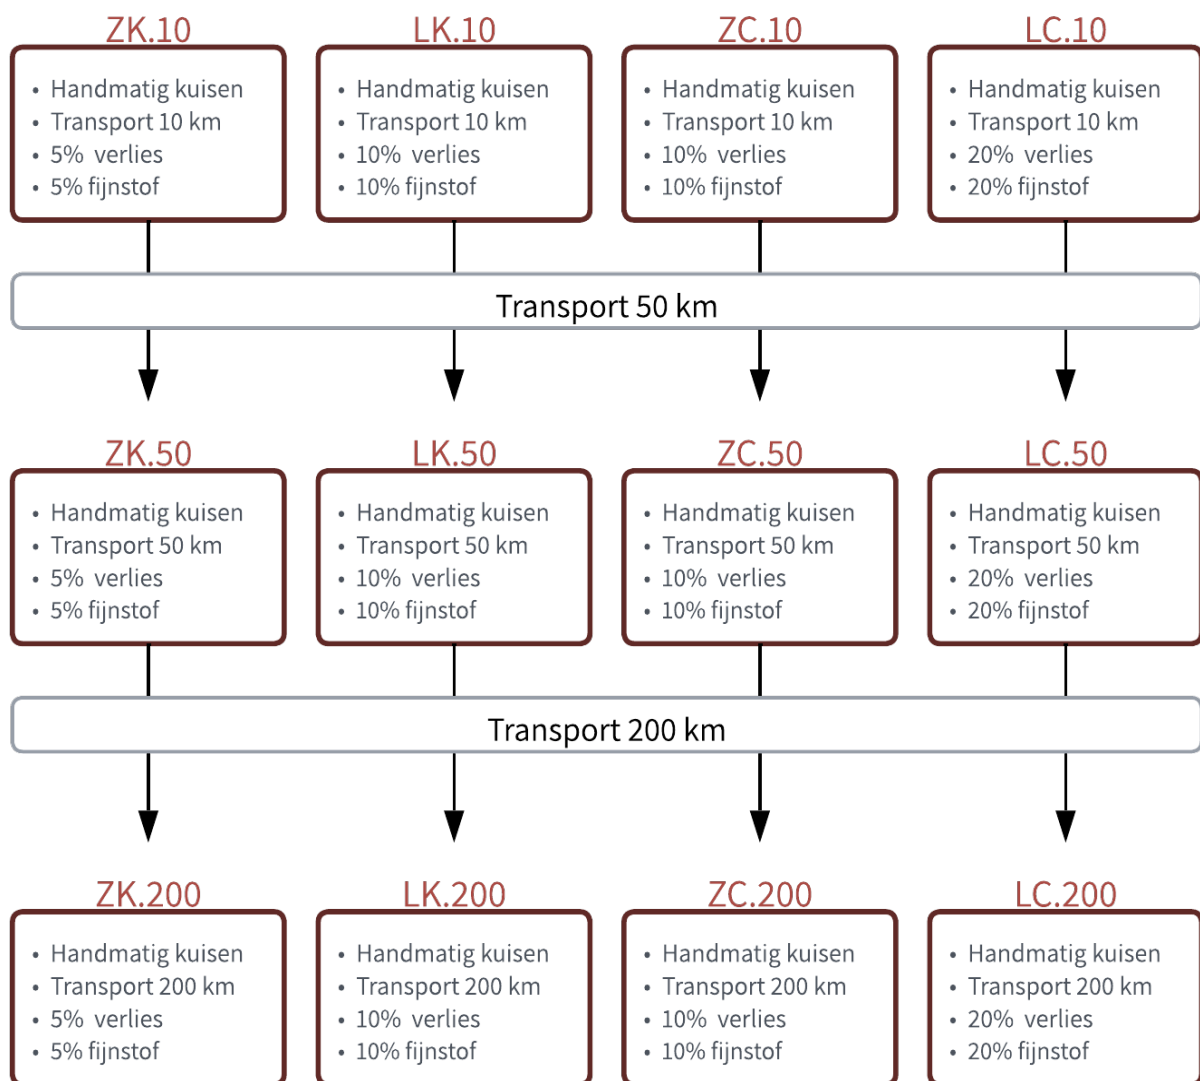 ZK.10
• Handmatig kuisen
• Transport 10 km
• 5% verlies
• 5% fijnstof
LK.10
• Handmatig kuisen
• Transport 10 km
• 10% verlies
• 10% fijnstof
ZC.10
• Handmatig kuisen
• Transport 10 km
• 10% verlies
• 10% fijnstof
LC.10
• Handmatig kuisen
• Transport 10 km
• 20% verlies
• 20% fijnstof
Transport 50 km
ZK.50
• Handmatig kuisen
• Transport 50 km
• 5% verlies
• 5% fijnstof
LK.50
• Handmatig kuisen
• Transport 50 km
• 10% verlies
• 10% fijnstof
ZC.50
• Handmatig kuisen
• Transport 50 km
• 10% verlies
• 10% fijnstof
LC.50
• Handmatig kuisen
• Transport 50 km
• 20% verlies
• 20% fijnstof
Transport 200 km
ZK.200
• Handmatig kuisen
• Transport 200 km
• 5% verlies
• 5% fijnstof
LK.200
• Handmatig kuisen
• Transport 200 km
• 10% verlies
• 10% fijnstof
ZC.200
• Handmatig kuisen
• Transport 200 km
• 10% verlies
• 10% fijnstof
LC.200
• Handmatig kuisen
• Transport 200 km
• 20% verlies
• 20% fijnstof